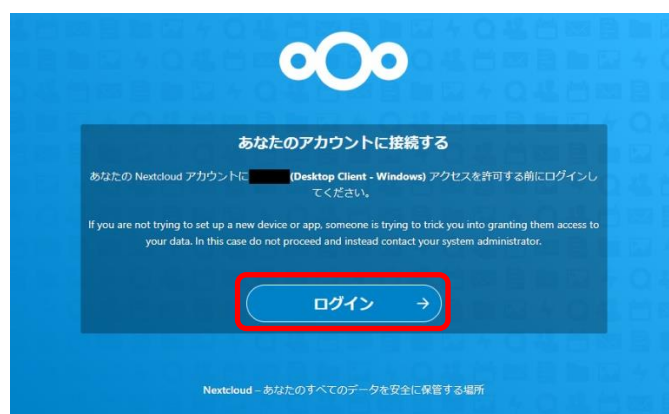 あなたのアカウントに接続する
あなたの Nextcloud アカウントに (Desktop Client - Windows) アクセスを許可する前にログインし
てください。
If you are not trying to set up a new device or app, someone is trying to trick you into granting them access to
your data. In this case do not proceed and instead contact your system administrator.
ログイン →
Nextcloud – あなたのすべてのデータを安全に保管する場所